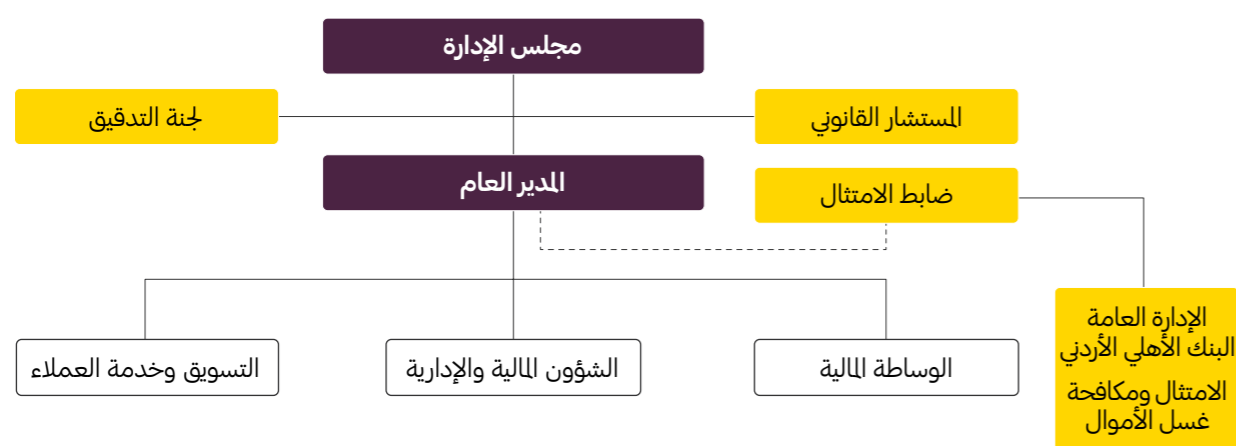 مجلس الإدارة
المستشار القانوني
لجنة التدقيق
المدير العام
ضابط الامتثال
الإدارة العامة
البنك الأهلي الأردني
الامتثال ومكافحة
غسل الأموال
الوساطة المالية
الشؤون المالية والإدارية
التسويق وخدمة العملاء